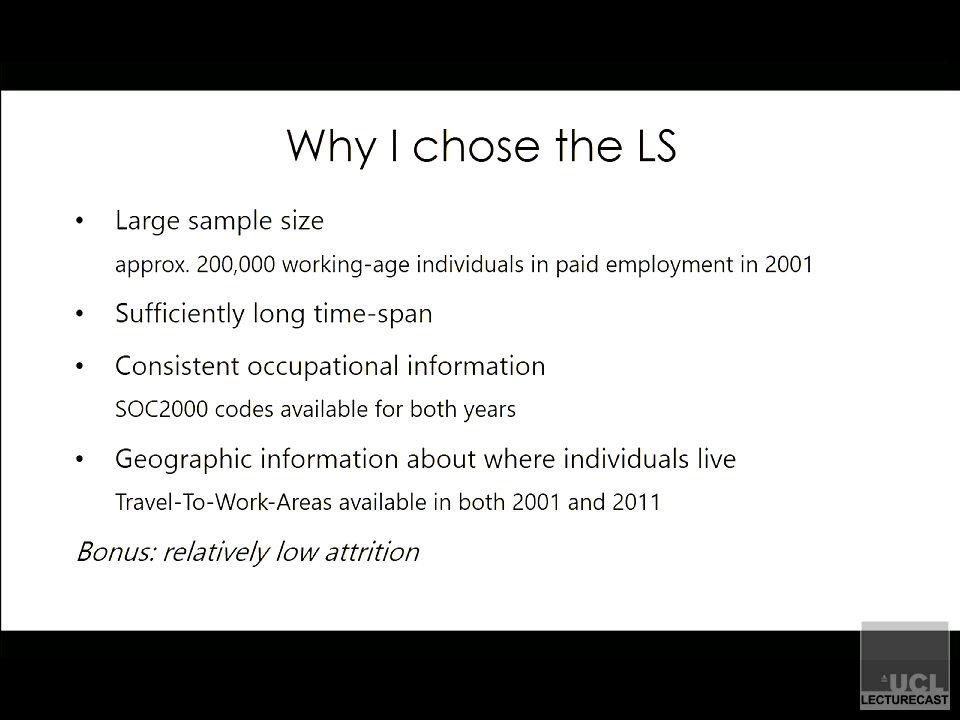 Why I chose the LS
• Large sample size
approx. 200,000 working-age individuals in paid employment in 2001
• Sufficiently long time-span
• Consistent occupational information
SOC2000 codes available for both years
• Geographic information about where individuals live
Travel-To-Work-Areas available in both 2001 and 2011
Bonus: relatively low attrition
UCL
LECTURECAST